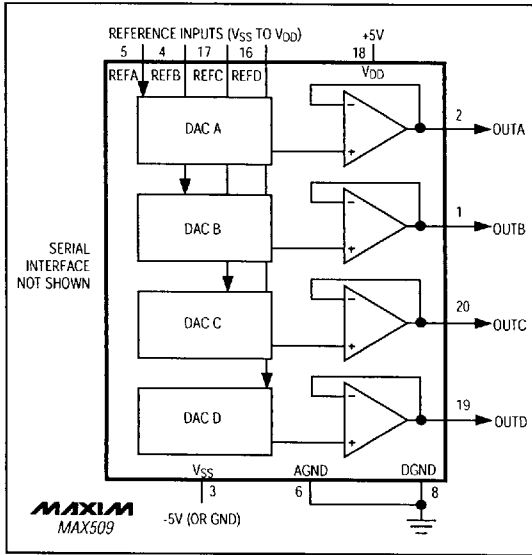 REFERENCE INPUTS (VSS TO VDD)
+5V
5 4 17 16
18
REFA REFB REFC REFD
VDD
DAC A
2
OUTA
DAC B
1
OUTB
SERIAL
INTERFACE
NOT SHOWN
DAC C
20
OUTC
DAC D
19
OUTD
VSS
AGND
DGND
3
6
8
-5V (OR GND)
MAXIM
MAX509
- +
- +
- +
- +